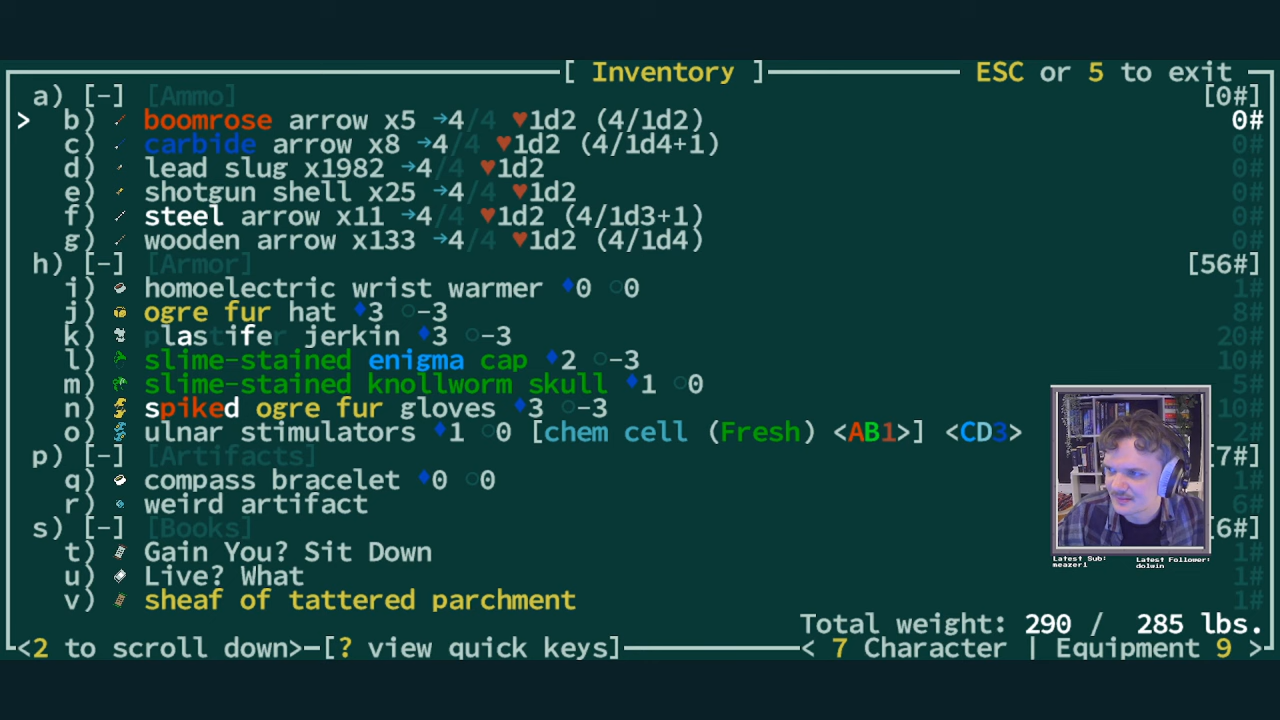 [ Inventory ] ESC or 5 to exit
a) [-] [Ammo] [0#]
> b) boomrose arrow x5 →4/4 ♥1d2 (4/1d2) 0#
c) carbide arrow x8 →4/4 ♥1d2 (4/1d4+1) 0#
d) lead slug x1982 →4/4 ♥1d2 0#
e) shotgun shell x25 →4/4 ♥1d2 0#
f) steel arrow x11 →4/4 ♥1d2 (4/1d3+1) 0#
g) wooden arrow x133 →4/4 ♥1d2 (4/1d4) 0#
h) [-] [Armor] [56#]
i) homoelectric wrist warmer ♦0 ○0 1#
j) ogre fur hat ♦3 ○-3 8#
k) plastifer jerkin ♦3 ○-3 20#
l) slime-stained enigma cap ♦2 ○-3 10#
m) slime-stained knollworm skull ♦1 ○0 5#
n) spiked ogre fur gloves ♦3 ○-3 10#
o) ulnar stimulators ♦1 ○0 [chem cell (Fresh) <AB1>] <CD3> 2#
p) [-] [Artifacts] [7#]
q) compass bracelet ♦0 ○0 1#
r) weird artifact 6#
s) [-] [Books] [6#]
t) Gain You? Sit Down 1#
u) Live? What 1#
v) sheaf of tattered parchment 1#
Latest Sub: Latest Follower:
meazeri dolwin
Total weight: 290 / 285 lbs.
<2 to scroll down> [? view quick keys] < 7 Character | Equipment 9 >